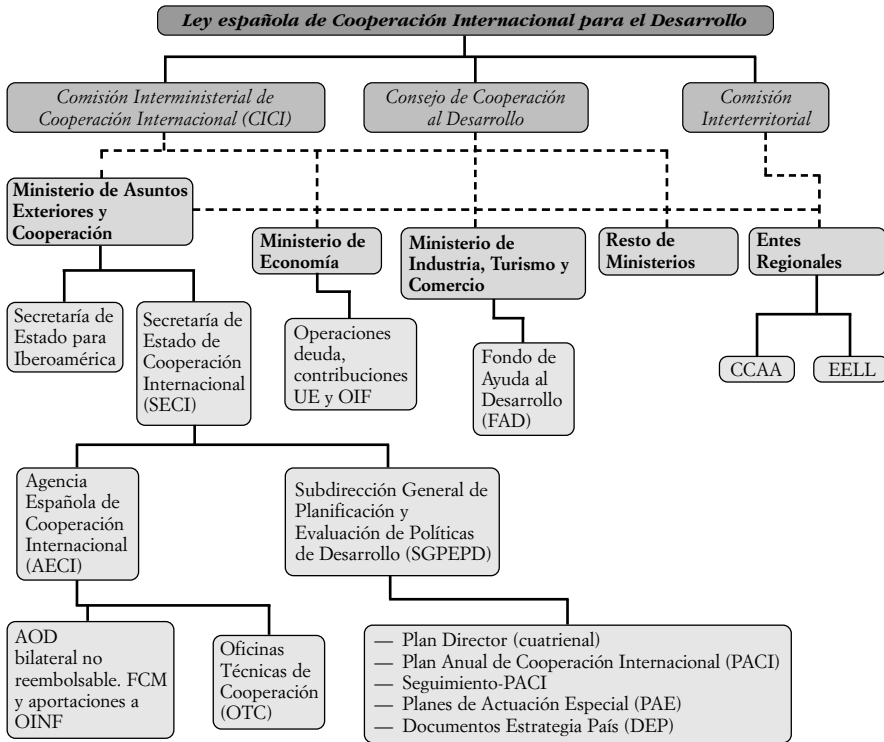 Ley española de Cooperación Internacional para el Desarrollo
Comisión Interministerial de
Cooperación Internacional (CICI)
Consejo de Cooperación
al Desarrollo
Comisión
Interterritorial
Ministerio de Asuntos
Exteriores y
Cooperación
Ministerio de
Economía
Ministerio de
Industria, Turismo y
Comercio
Resto de
Ministerios
Entes
Regionales
Secretaría de
Estado para
Iberoamérica
Secretaría de
Estado de
Cooperación
Internacional
(SECI)
Operaciones
deuda,
contribuciones
UE y OIF
Fondo de
Ayuda al
Desarrollo
(FAD)
CCAA
EELL
Agencia
Española de
Cooperación
Internacional
(AECI)
Subdirección General de
Planificación y
Evaluación de Políticas
de Desarrollo (SGPEPD)
AOD
bilateral no
reembolsable. FCM
y aportaciones a
OINF
Oficinas
Técnicas de
Cooperación
(OTC)
— Plan Director (cuatrienal)
— Plan Anual de Cooperación Internacional (PACI)
— Seguimiento-PACI
— Planes de Actuación Especial (PAE)
— Documentos Estrategia País (DEP)